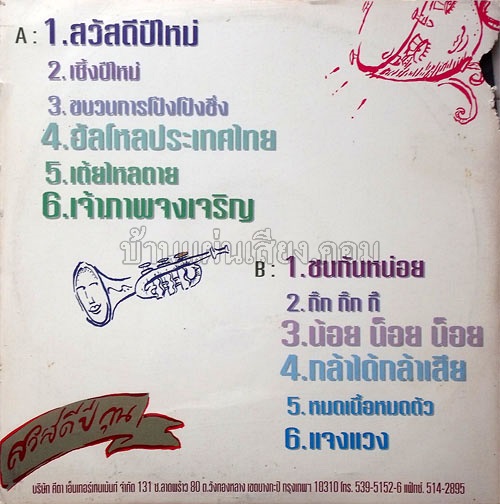 A : 1.สวัสดีปีใหม่
2.เซิ้งปีใหม่
3.ขบวนการโป๊งโป๊งชึ่ง
4.ฮัลโหลประเทศไทย
5.เต้ยไหลตาย
6.เจ้าภาพจงเจริญ
บ้านแผ่นเสียง.คอม
B : 1.ชนกันหน่อย
2.กิ๊ก กิ๊ก กี๋
3.น้อย น็อย น็อย
4.กล้าได้กล้าเสีย
5.หมดเนื้อหมดตัว
6.แจงแวง
สวัสดีปี
บริษัท คีตา เอ็นเทอร์เทนเม้นท์ จำกัด 131 ซ.ลาดพร้าว 80 ถ.วังทองหลาง เขตบางกะปิ กรุงเทพฯ 10310 โทร. 539-5152-6 แฟ็กซ์. 514-2895